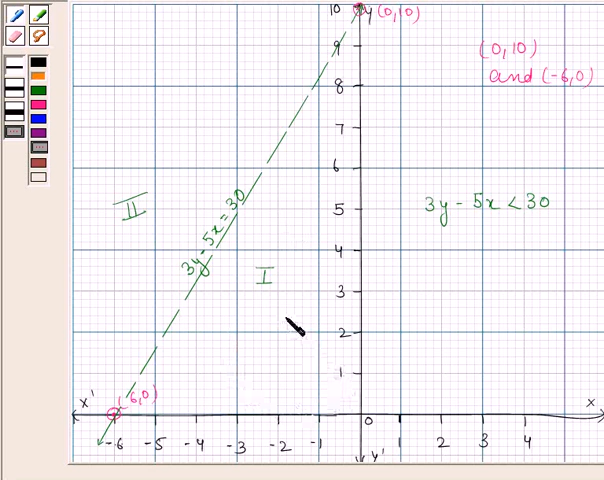 10 y (0,10)
(0,10)
and (-6,0)
9
8
7
6
II
3y-5x=30
5
3y - 5x < 30
4
I
3
2
1
(-6,0)
x'
x
0
-6 -5 -4 -3 -2 -1 1 2 3 4
y'